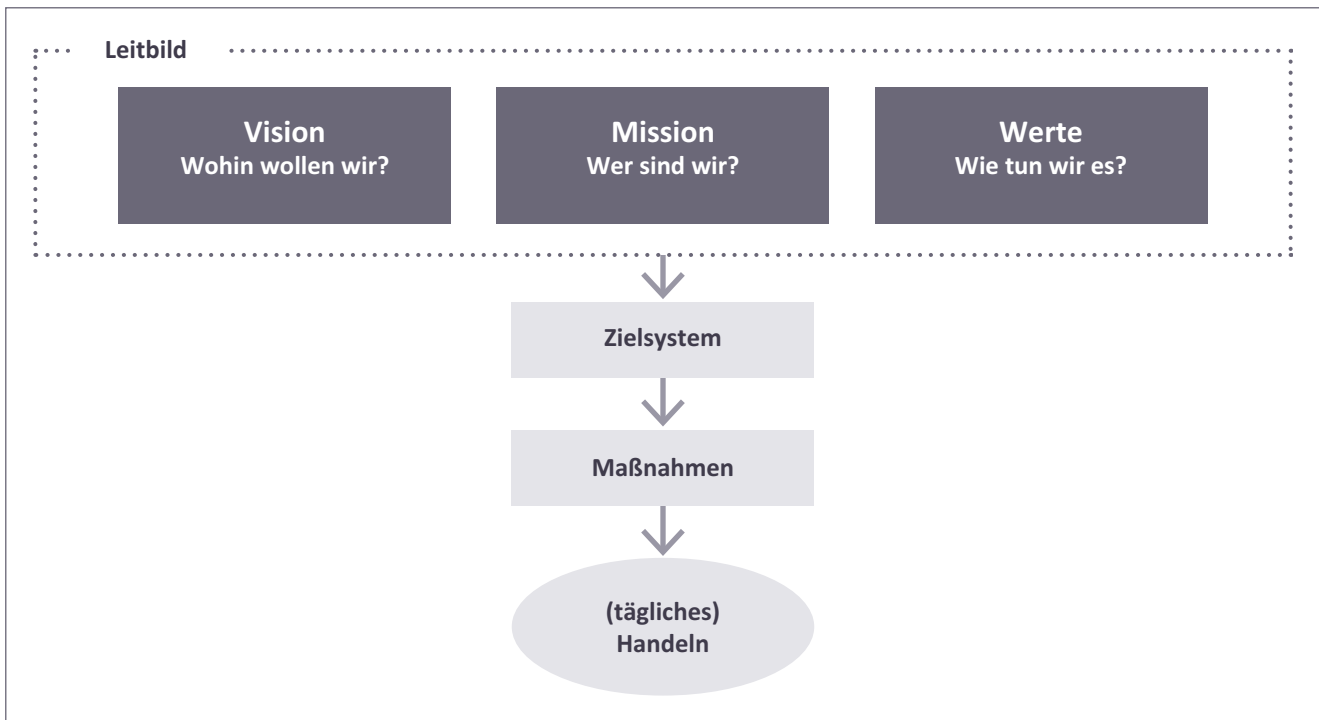 Leitbild
Vision
Wohin wollen wir?
Mission
Wer sind wir?
Werte
Wie tun wir es?
Zielsystem
Maßnahmen
(tägliches)
Handeln